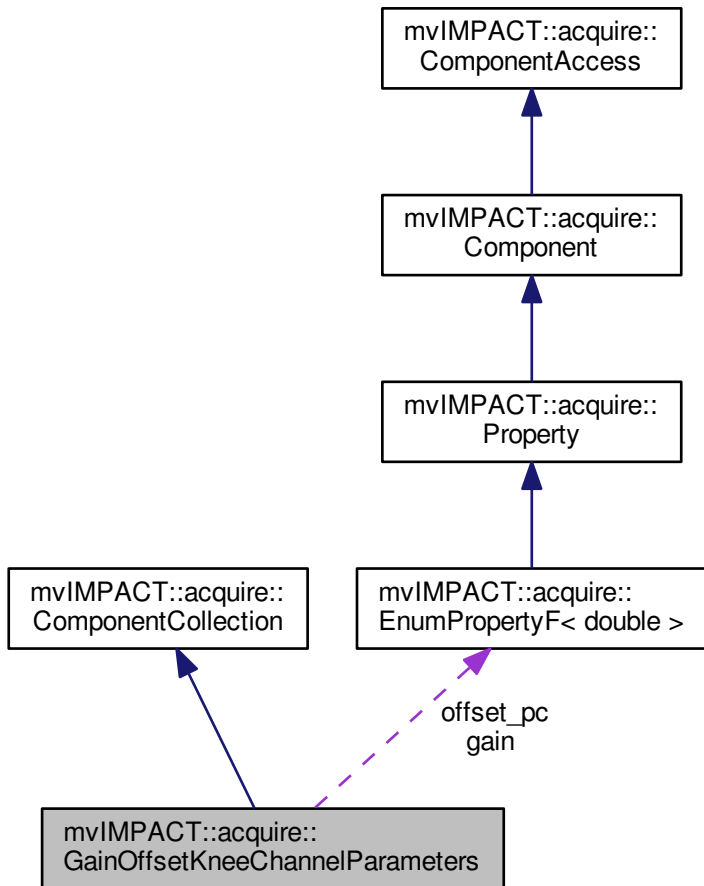 mvIMPACT::acquire::
ComponentAccess
mvIMPACT::acquire::
Component
mvIMPACT::acquire::
Property
mvIMPACT::acquire::
ComponentCollection
mvIMPACT::acquire::
EnumPropertyF< double >
offset_pc
gain
mvIMPACT::acquire::
GainOffsetKneeChannelParameters